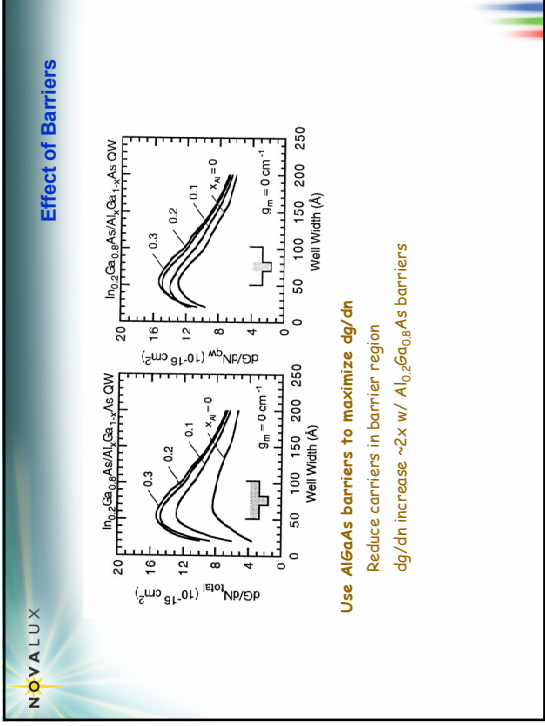 NOVALUX
Effect of Barriers
In0.2Ga0.8As/AlxGa1-xAs QW
20
16
12
8
4
0
dG/dNtotal (10-16 cm2)
0.3
0.2
0.1
xAl = 0
gm = 0 cm-1
0 50 100 150 200 250
Well Width (Å)
In0.2Ga0.8As/AlxGa1-xAs QW
20
16
12
8
4
0
dG/dNQW (10-16 cm2)
0.3
0.2
0.1
xAl = 0
gm = 0 cm-1
0 50 100 150 200 250
Well Width (Å)
Use AlGaAs barriers to maximize dg/dn
Reduce carriers in barrier region
dg/dn increase ~2x w/ Al0.2Ga0.8As barriers